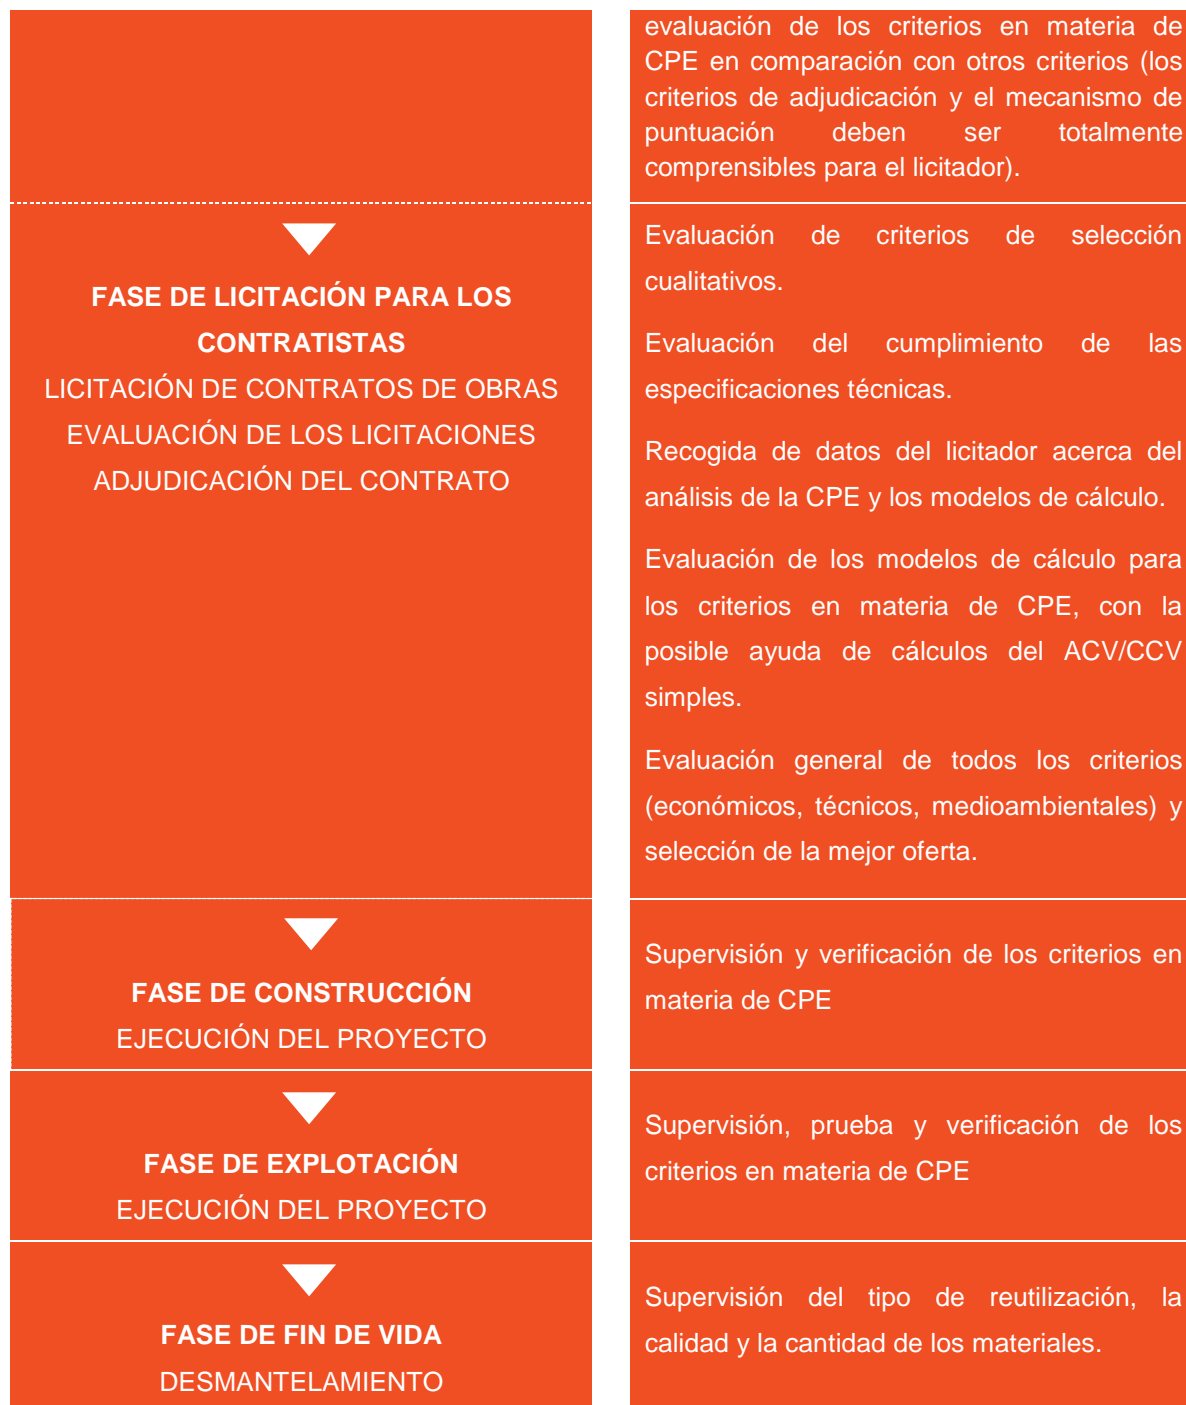 evaluación de los criterios en materia de
CPE en comparación con otros criterios (los
criterios de adjudicación y el mecanismo de
puntuación deben ser totalmente
comprensibles para el licitador).
FASE DE LICITACIÓN PARA LOS
CONTRATISTAS
LICITACIÓN DE CONTRATOS DE OBRAS
EVALUACIÓN DE LOS LICITACIONES
ADJUDICACIÓN DEL CONTRATO
Evaluación de criterios de selección
cualitativos.
Evaluación del cumplimiento de las
especificaciones técnicas.
Recogida de datos del licitador acerca del
análisis de la CPE y los modelos de cálculo.
Evaluación de los modelos de cálculo para
los criterios en materia de CPE, con la
posible ayuda de cálculos del ACV/CCV
simples.
Evaluación general de todos los criterios
(económicos, técnicos, medioambientales) y
selección de la mejor oferta.
FASE DE CONSTRUCCIÓN
EJECUCIÓN DEL PROYECTO
Supervisión y verificación de los criterios en
materia de CPE
FASE DE EXPLOTACIÓN
EJECUCIÓN DEL PROYECTO
Supervisión, prueba y verificación de los
criterios en materia de CPE
FASE DE FIN DE VIDA
DESMANTELAMIENTO
Supervisión del tipo de reutilización, la
calidad y la cantidad de los materiales.